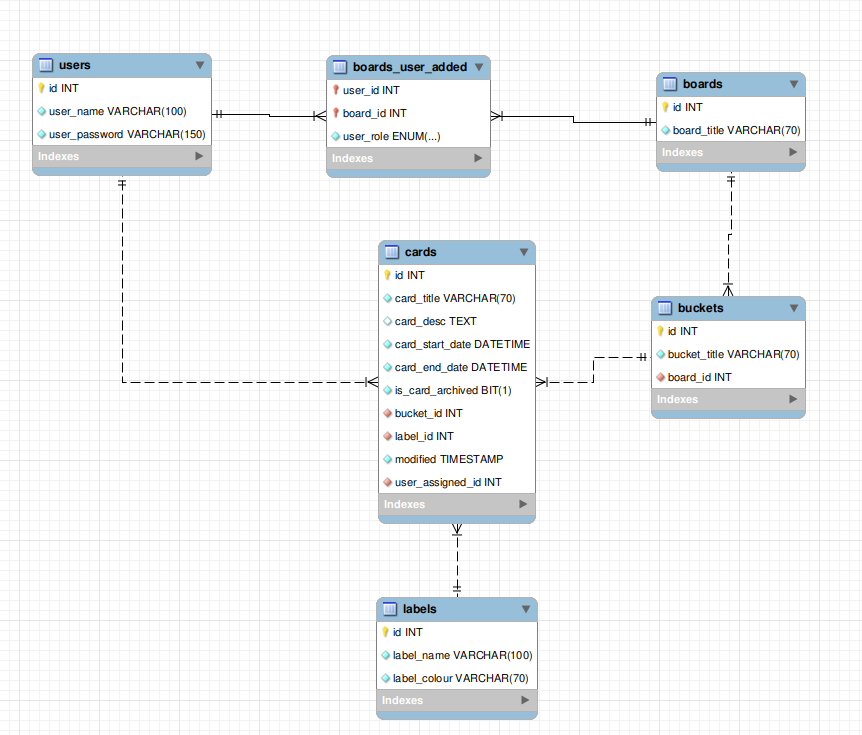 users
id INT
user_name VARCHAR(100)
user_password VARCHAR(150)
Indexes
boards_user_added
user_id INT
board_id INT
user_role ENUM(...)
Indexes
boards
id INT
board_title VARCHAR(70)
Indexes
cards
id INT
card_title VARCHAR(70)
card_desc TEXT
card_start_date DATETIME
card_end_date DATETIME
is_card_archived BIT(1)
bucket_id INT
label_id INT
modified TIMESTAMP
user_assigned_id INT
Indexes
buckets
id INT
bucket_title VARCHAR(70)
board_id INT
Indexes
labels
id INT
label_name VARCHAR(100)
label_colour VARCHAR(70)
Indexes